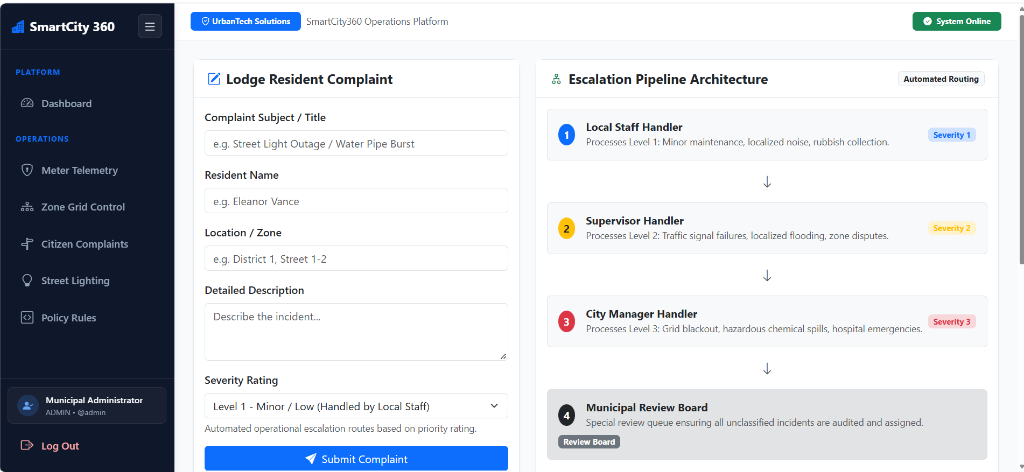 SmartCity 360
PLATFORM
Dashboard
OPERATIONS
Meter Telemetry
Zone Grid Control
Citizen Complaints
Street Lighting
Policy Rules
Municipal Administrator
ADMIN • @admin
Log Out
UrbanTech Solutions
SmartCity360 Operations Platform
System Online
Lodge Resident Complaint
Complaint Subject / Title
e.g. Street Light Outage / Water Pipe Burst
Resident Name
e.g. Eleanor Vance
Location / Zone
e.g. District 1, Street 1-2
Detailed Description
Describe the incident...
Severity Rating
Level 1 - Minor / Low (Handled by Local Staff)
Automated operational escalation routes based on priority rating.
Submit Complaint
Escalation Pipeline Architecture
Automated Routing
1
Local Staff Handler
Processes Level 1: Minor maintenance, localized noise, rubbish collection.
Severity 1
2
Supervisor Handler
Processes Level 2: Traffic signal failures, localized flooding, zone disputes.
Severity 2
3
City Manager Handler
Processes Level 3: Grid blackout, hazardous chemical spills, hospital emergencies.
Severity 3
4
Municipal Review Board
Special review queue ensuring all unclassified incidents are audited and assigned.
Review Board